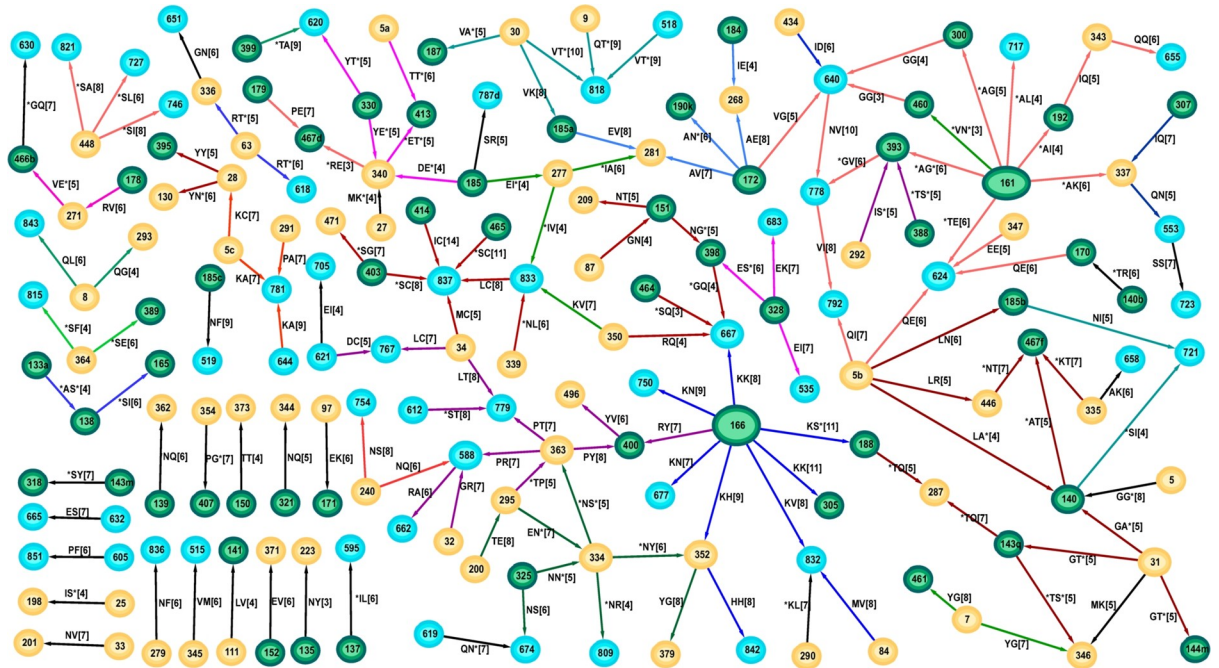 630
821
727
651
399
*TA[9]
620
5a
187
VA*[5]
30
9
518
184
434
300
717
343
QQ[6]
655
*GQ[7]
*SA[8]
*SL[6]
746
*SI[8]
448
GN[6]
336
RT*[5]
YT*[5]
TT*[6]
VT*[10]
QT*[9]
VT*[9]
818
IE[4]
ID[6]
640
GG[4]
GG[3]
*AG[5]
*AL[4]
IQ[5]
179
PE[7]
330
413
787d
VK[8]
190k
268
460
*VN*[3]
192
307
466b
395
YY[5]
63
467d
YE*[5]
*ET*[5]
SR[5]
185a
EV[8]
281
AN*[6]
AE[8]
VG[5]
NV[10]
393
*AI[4]
IQ[7]
VE*[5]
178
28
RT*[6]
618
*RE[3]
340
DE*[4]
185
EI*[4]
277
*IA[6]
AV[7]
172
*GV[6]
*AG*[6]
161
*AK[6]
337
RV[6]
271
130
YN*[6]
KC[7]
MK*[4]
27
414
465
209
NT[5]
151
778
IS*[5]
*TS*[5]
*TE[6]
QN[5]
843
293
QL[6]
QG[4]
8
5c
291
PA[7]
471
*SG[7]
403
IC[14]
*SC[11]
*IV[4]
GN[4]
NG*[5]
398
683
292
388
347
EE[5]
170
553
KA[7]
781
185c
705
*SC[8]
837
LC[8]
833
87
ES*[6]
EK[7]
VI[8]
624
QE[6]
*TR[6]
140b
SS[7]
723
815
389
*SF[4]
*SE[6]
364
KA[9]
644
NF[9]
519
EI[4]
621
DC[5]
767
LC[7]
MC[5]
34
*NL[6]
339
KV[7]
350
464
*SQ[3]
*GQ[4]
RQ[4]
667
328
EI[7]
535
792
QI[7]
QE[6]
185b
NI[5]
721
133a
165
*AS*[4]
*SI[6]
138
LT[8]
KK[8]
5b
LN[6]
LR[5]
446
467f
*NT[7]
*KT[7]
658
AK[6]
335
362
354
373
344
97
754
612
*ST[8]
779
496
YV[6]
750
KN[9]
166
KS*[11]
188
LA*[4]
*AT[5]
*SI[4]
NQ[6]
PG*[7]
TT[4]
NQ[5]
EK[6]
NS[8]
NQ[6]
240
588
PT[7]
PR[7]
363
PY[8]
400
RY[7]
KN[7]
677
KK[11]
305
*TQ[5]
287
140
5
GG*[8]
318
*SY[7]
143m
139
407
150
321
171
RA[6]
662
GR[7]
32
*TP[5]
295
*NS*[5]
KH[9]
KV[8]
*TQ[7]
143q
GA*[5]
665
ES[7]
632
EN*[7]
TE[8]
200
334
*NY[6]
352
832
GT*[5]
31
851
PF[6]
605
836
515
141
371
223
595
325
NN*[5]
NS[6]
*NR[4]
YG[8]
HH[8]
*KL[7]
MV[8]
461
YG[8]
7
YG[7]
*TS*[5]
MK[5]
GT*[5]
198
IS*[4]
25
NF[6]
VM[6]
LV[4]
EV[6]
NY[3]
*IL[6]
619
QN*[7]
674
201
NV[7]
33
279
345
111
152
135
137
809
379
842
290
84
346
144m